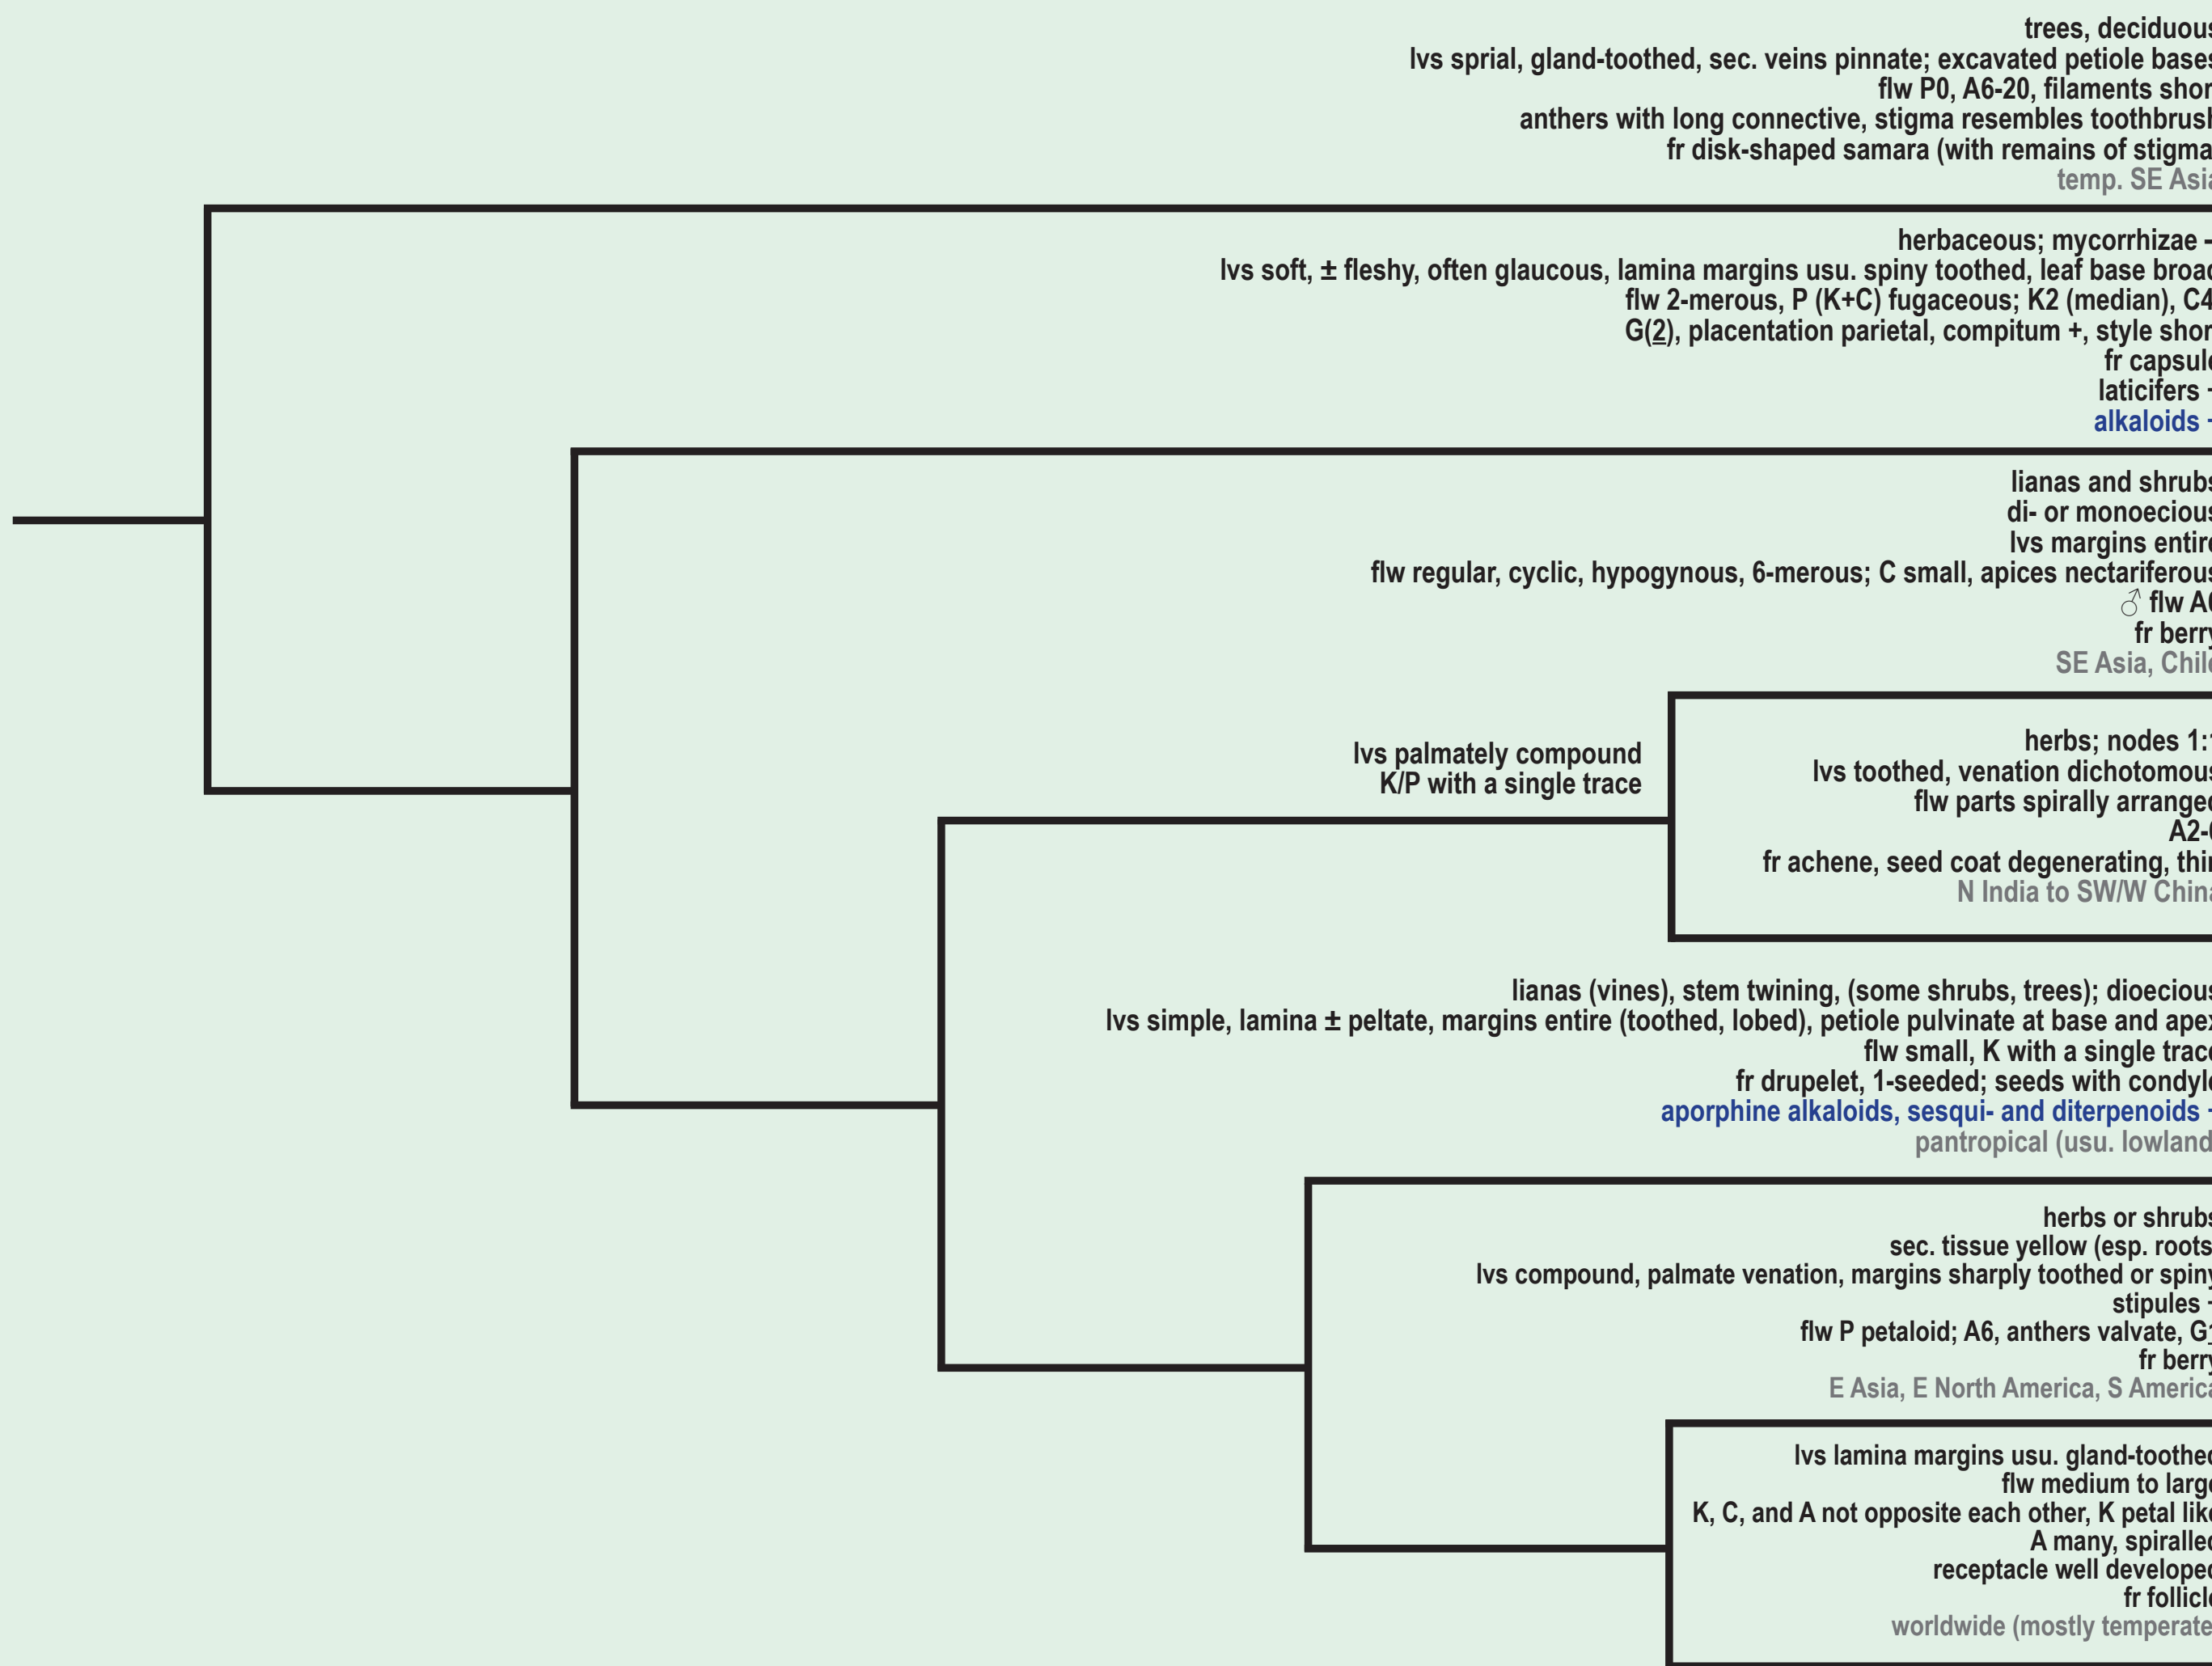 trees, deciduous
lvs sprial, gland-toothed, sec. veins pinnate; excavated petiole bases
flw P0, A6-20, filaments short
anthers with long connective, stigma resembles toothbrush
fr disk-shaped samara (with remains of stigma
temp. SE Asia
herbaceous; mycorrhizae -
lvs soft, ± fleshy, often glaucous, lamina margins usu. spiny toothed, leaf base broad
flw 2-merous, P (K+C) fugaceous; K2 (median), C4
G(2), placentation parietal, compitum +, style short
fr capsule
laticifers +
alkaloids +
lianas and shrubs
di- or monoecious
lvs margins entire
flw regular, cyclic, hypogynous, 6-merous; C small, apices nectariferous
♂ flw A6
fr berry
SE Asia, Chile
lvs palmately compound
K/P with a single trace
herbs; nodes 1:1
lvs toothed, venation dichotomous
flw parts spirally arranged
A2-6
fr achene, seed coat degenerating, thin
N India to SW/W China
lianas (vines), stem twining, (some shrubs, trees); dioecious
lvs simple, lamina ± peltate, margins entire (toothed, lobed), petiole pulvinate at base and apex
flw small, K with a single trace
fr drupelet, 1-seeded; seeds with condyle
aporphine alkaloids, sesqui- and diterpenoids +
pantropical (usu. lowland
herbs or shrubs
sec. tissue yellow (esp. roots
lvs compound, palmate venation, margins sharply toothed or spiny
stipules +
flw P petaloid; A6, anthers valvate, G1
fr berry
E Asia, E North America, S America
lvs lamina margins usu. gland-toothed
flw medium to large
K, C, and A not opposite each other, K petal like
A many, spiralled
receptacle well developed
fr follicle
worldwide (mostly temperate